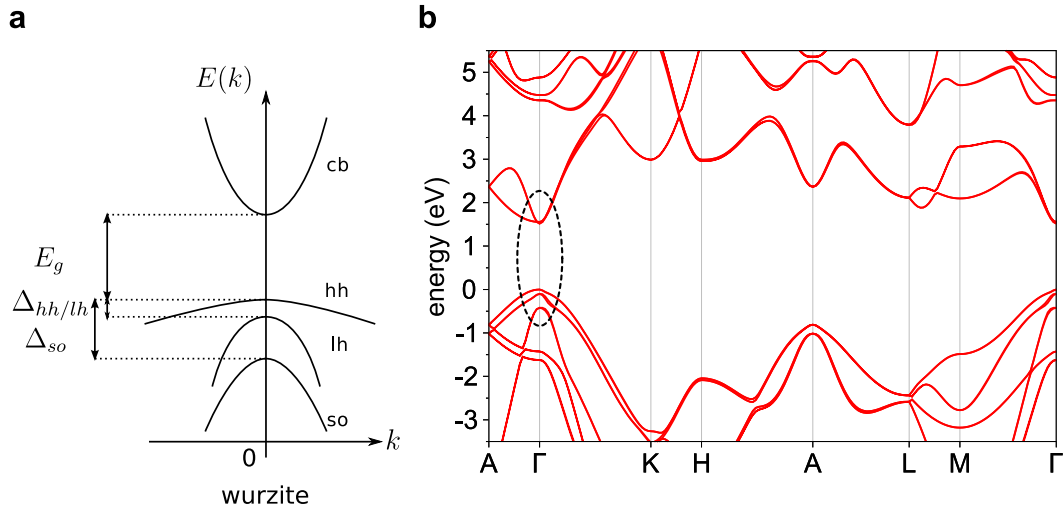 a
E(k)
cb
E_g
hh
Δ_hh/lh
lh
Δ_so
so
0
k
wurzite
b
energy (eV)
5
4
3
2
1
0
-1
-2
-3
A Γ K H A L M Γ